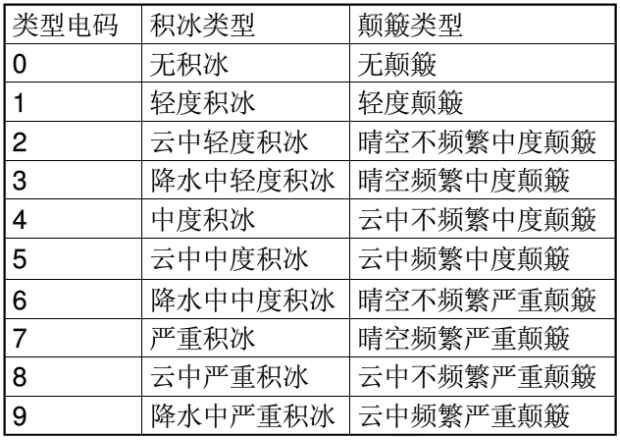 类型电码 积冰类型 颠簸类型
0 无积冰 无颠簸
1 轻度积冰 轻度颠簸
2 云中轻度积冰 晴空不频繁中度颠簸
3 降水中轻度积冰 晴空频繁中度颠簸
4 中度积冰 云中不频繁中度颠簸
5 云中中度积冰 云中频繁中度颠簸
6 降水中中度积冰 晴空不频繁严重颠簸
7 严重积冰 晴空频繁严重颠簸
8 云中严重积冰 云中不频繁严重颠簸
9 降水中严重积冰 云中频繁严重颠簸